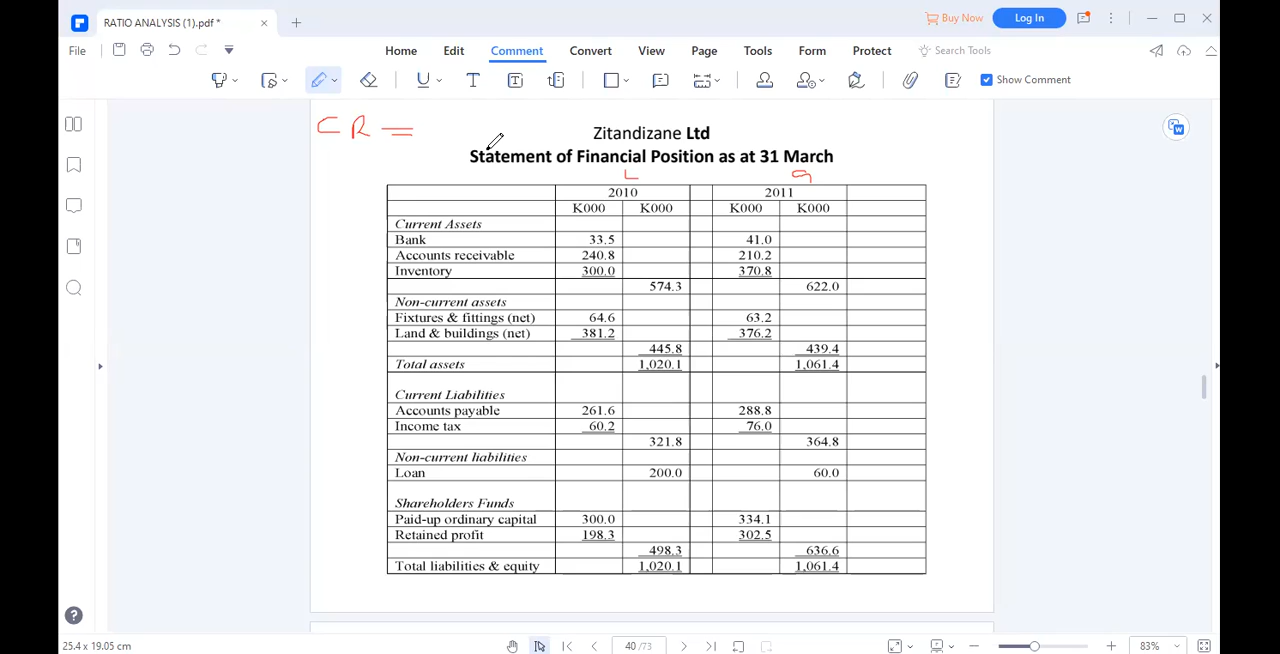 RATIO ANALYSIS (1).pdf * × +
Buy Now Log In
File Home Edit Comment Convert View Page Tools Form Protect Search Tools
Show Comment
C R =
Zitandizane Ltd
Statement of Financial Position as at 31 March
2010 2011
K000 K000 K000 K000
Current Assets
Bank 33.5 41.0
Accounts receivable 240.8 210.2
Inventory 300.0 370.8
574.3 622.0
Non-current assets
Fixtures & fittings (net) 64.6 63.2
Land & buildings (net) 381.2 376.2
445.8 439.4
Total assets 1,020.1 1,061.4
Current Liabilities
Accounts payable 261.6 288.8
Income tax 60.2 76.0
321.8 364.8
Non-current liabilities
Loan 200.0 60.0
Shareholders Funds
Paid-up ordinary capital 300.0 334.1
Retained profit 198.3 302.5
498.3 636.6
Total liabilities & equity 1,020.1 1,061.4
25.4 x 19.05 cm 40 /73 83%